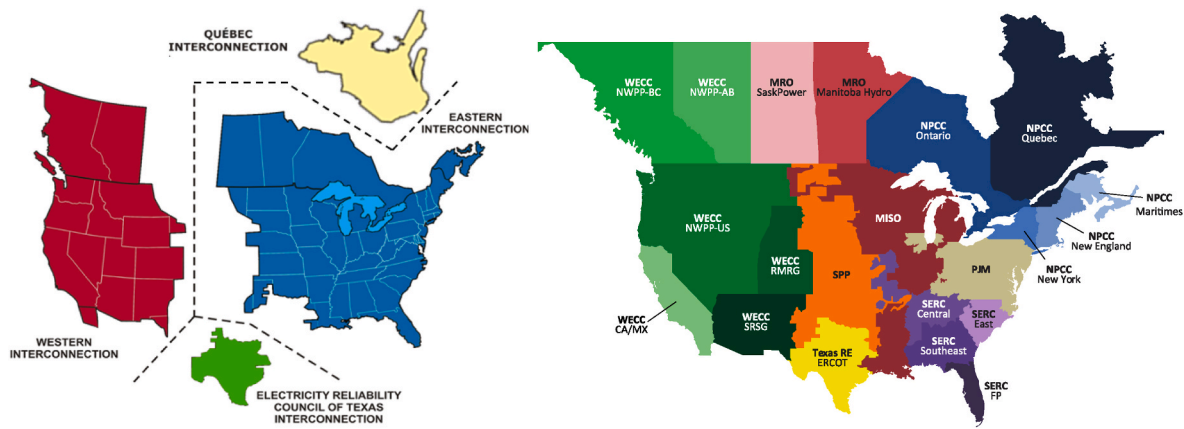 QUÉBEC
INTERCONNECTION
EASTERN
INTERCONNECTION
WESTERN
INTERCONNECTION
ELECTRICITY RELIABILITY
COUNCIL OF TEXAS
INTERCONNECTION
WECC
NWPP-BC
WECC
NWPP-AB
MRO
SaskPower
MRO
Manitoba Hydro
NPCC
Ontario
NPCC
Quebec
NPCC
Maritimes
NPCC
New England
NPCC
New York
WECC
NWPP-US
MISO
WECC
RMRG
SPP
PJM
WECC
CA/MX
WECC
SRSG
SERC
Central
SERC
East
SERC
Southeast
Texas RE
ERCOT
SERC
FP